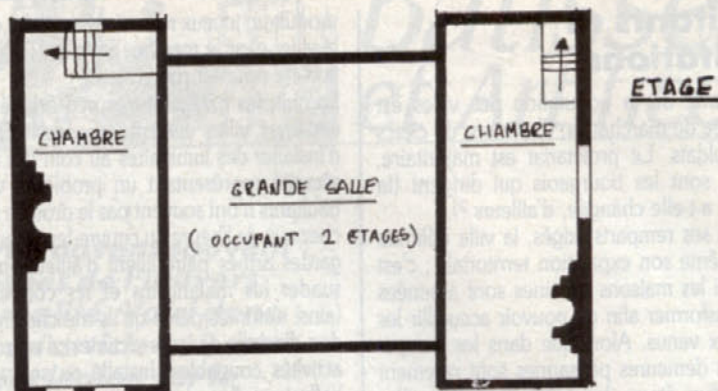 ETAGE
CHAMBRE
GRANDE SALLE
( OCCUPANT 2 ETAGES)
CHAMBRE